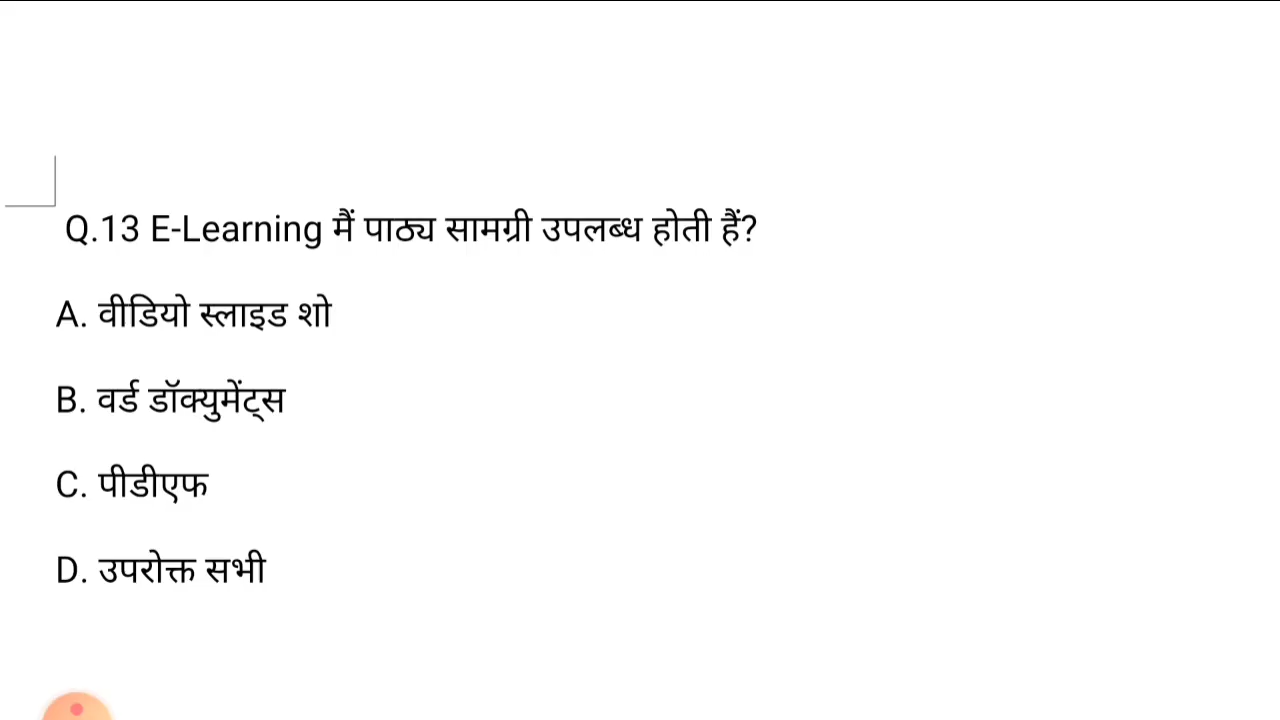 Q.13 E-Learning मैं पाठ्य सामग्री उपलब्ध होती हैं?
A. वीडियो स्लाइड शो
B. वर्ड डॉक्युमेंट्स
C. पीडीएफ
D. उपरोक्त सभी